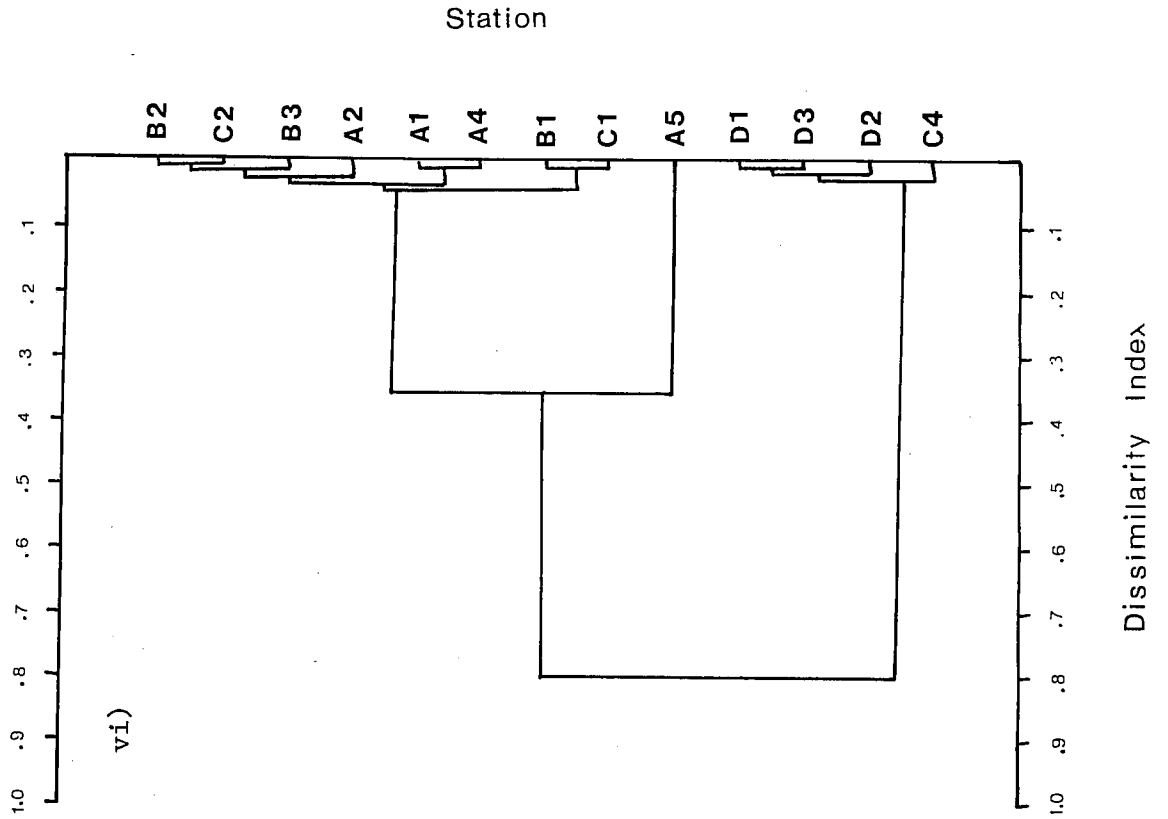 Station
B2
C2
B3
A2
A1
A4
B1
C1
A5
D1
D3
D2
C4
.1
.2
.3
.4
.5
.6
.7
.8
.9
1.0
.1
.2
.3
.4
.5
.6
.7
.8
.9
1.0
Dissimilarity Index
vi)